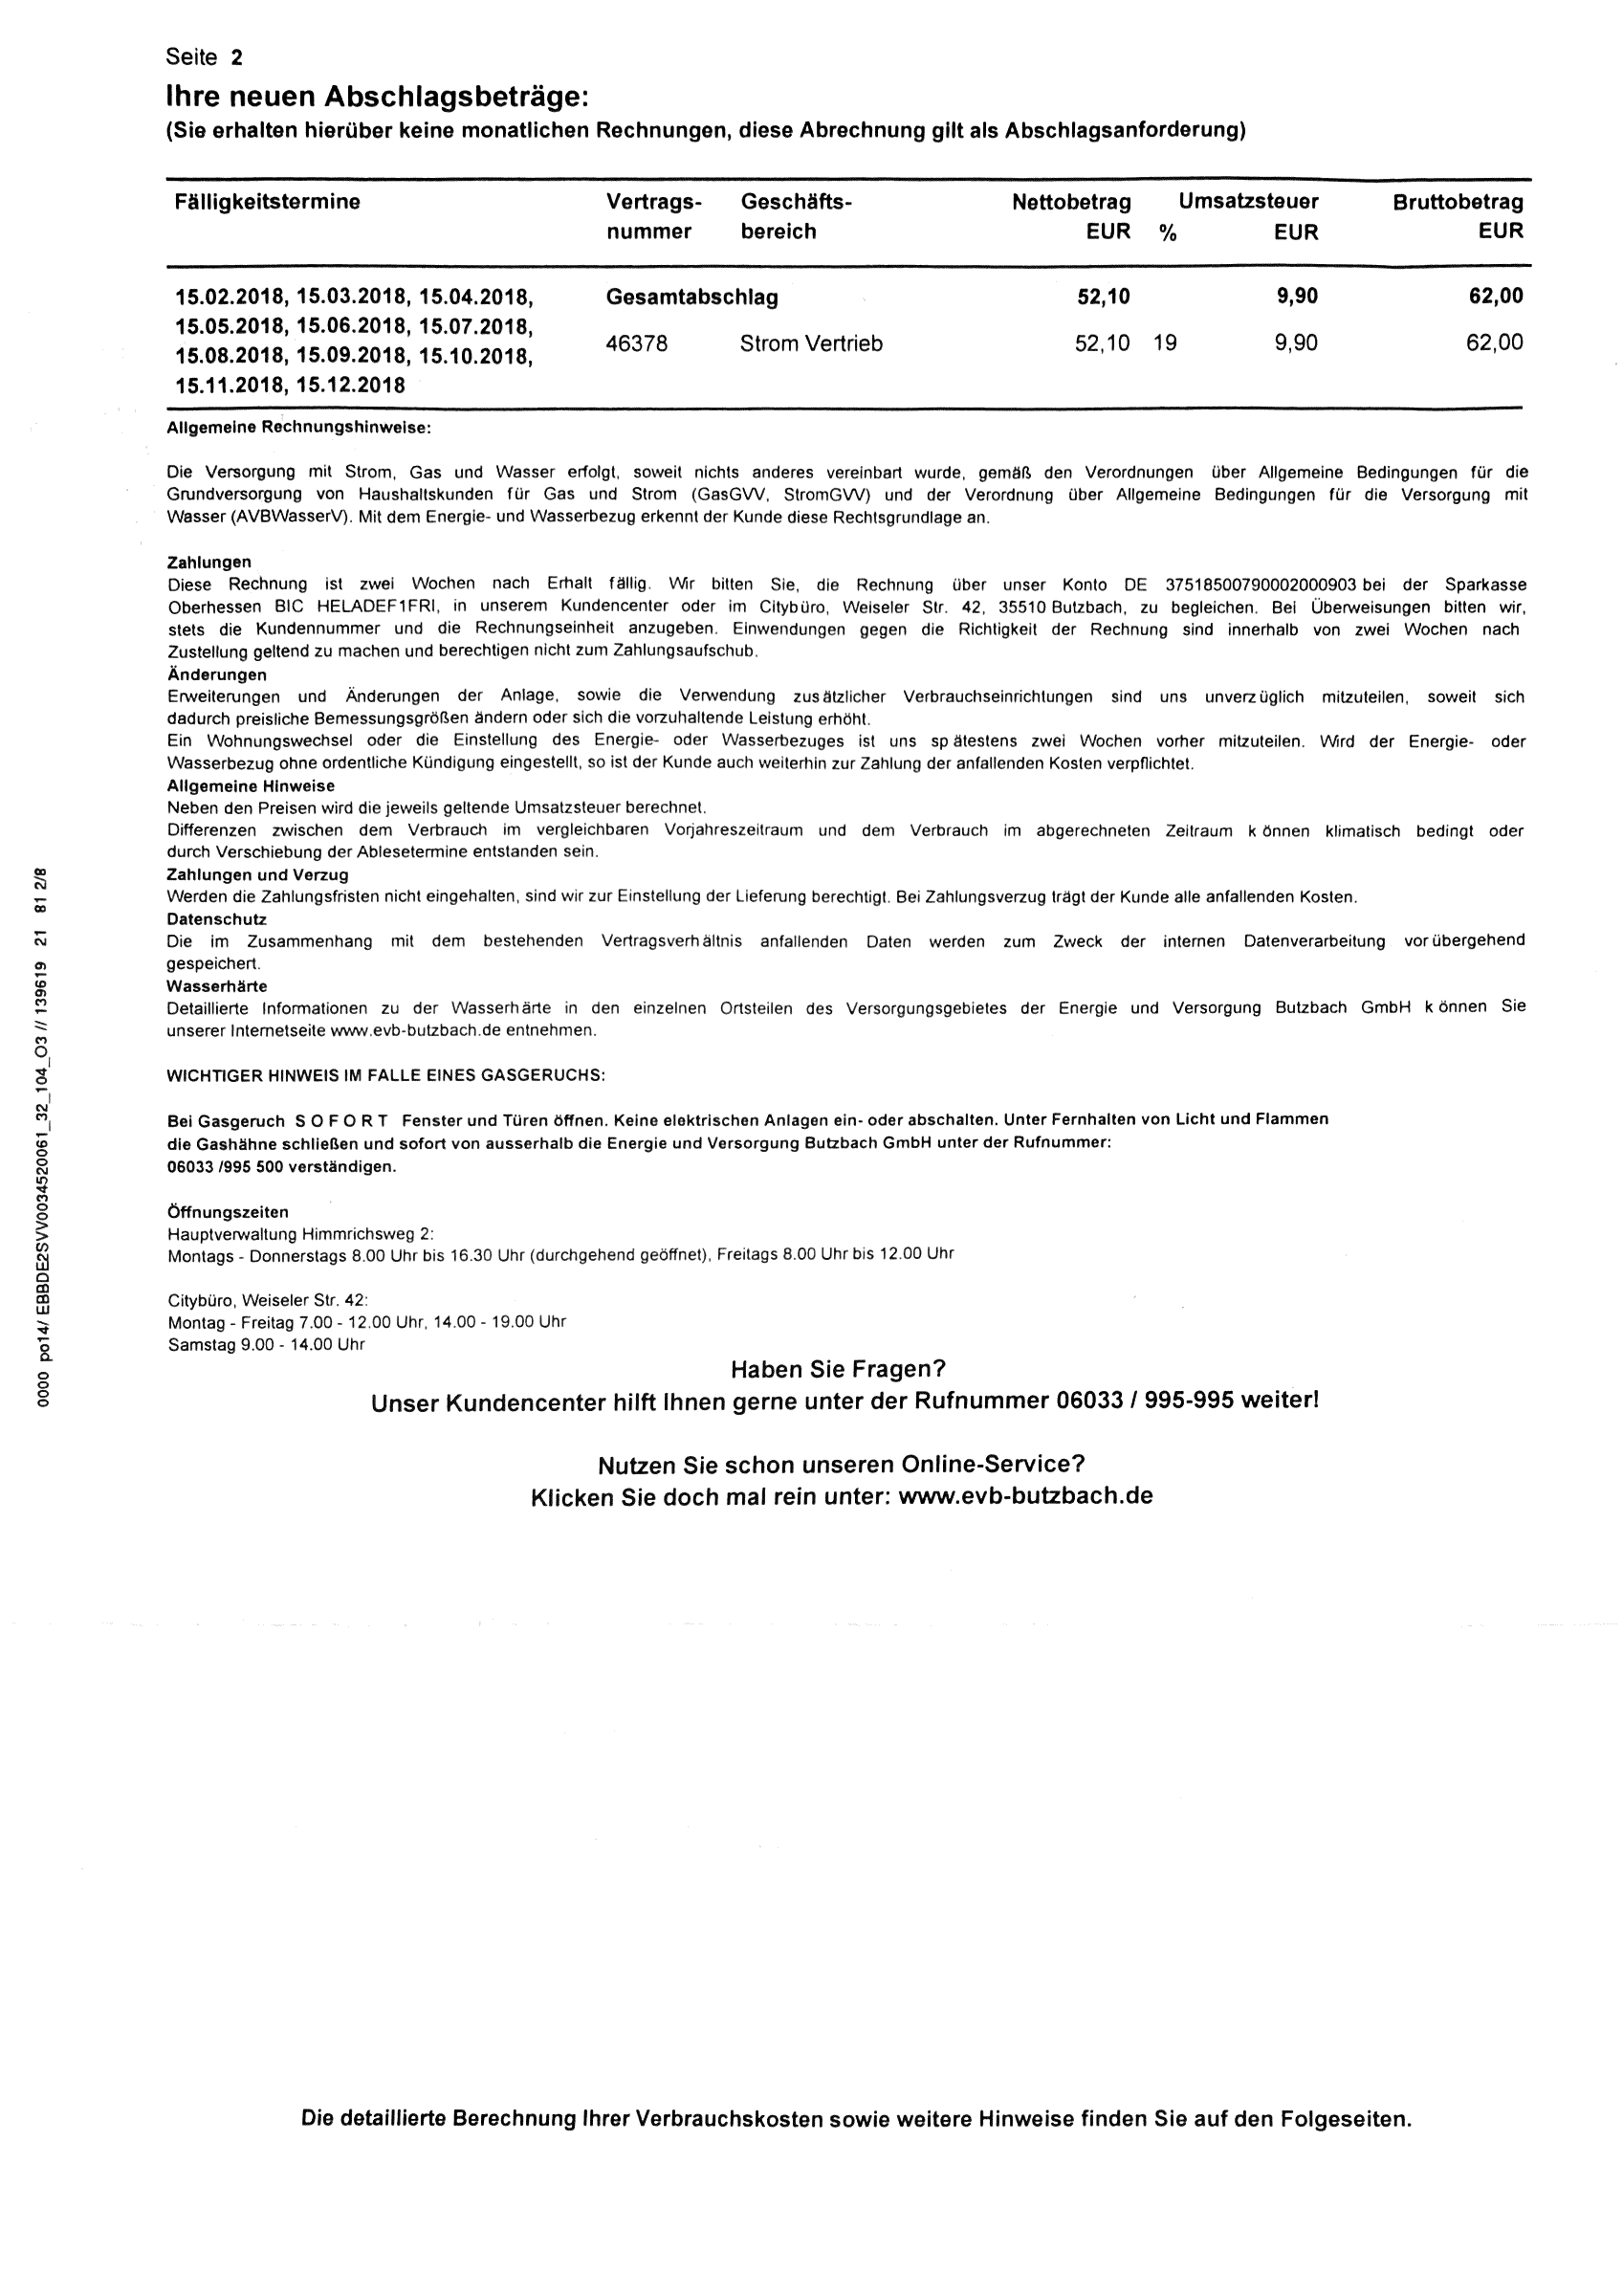 Seite 2
Ihre neuen Abschlagsbeträge:
(Sie erhalten hierüber keine monatlichen Rechnungen, diese Abrechnung gilt als Abschlagsanforderung)
Fälligkeitstermine Vertrags- Geschäfts- Nettobetrag Umsatzsteuer Bruttobetrag
nummer bereich EUR % EUR EUR
15.02.2018, 15.03.2018, 15.04.2018, Gesamtabschlag 52,10 9,90 62,00
15.05.2018, 15.06.2018, 15.07.2018,
46378 Strom Vertrieb 52,10 19 9,90 62,00
15.08.2018, 15.09.2018, 15.10.2018,
15.11.2018, 15.12.2018
Allgemeine Rechnungshinweise:
Die Versorgung mit Strom, Gas und Wasser erfolgt, soweit nichts anderes vereinbart wurde, gemäß den Verordnungen über Allgemeine Bedingungen für die
Grundversorgung von Haushaltskunden für Gas und Strom (GasGVV, StromGVV) und der Verordnung über Allgemeine Bedingungen für die Versorgung mit
Wasser (AVBWasserV). Mit dem Energie- und Wasserbezug erkennt der Kunde diese Rechtsgrundlage an.
Zahlungen
Diese Rechnung ist zwei Wochen nach Erhalt fällig. Wir bitten Sie, die Rechnung über unser Konto DE 37518500790002000903 bei der Sparkasse
Oberhessen BIC HELADEF1FRI, in unserem Kundencenter oder im Citybüro, Weiseler Str. 42, 35510 Butzbach, zu begleichen. Bei Überweisungen bitten wir,
stets die Kundennummer und die Rechnungseinheit anzugeben. Einwendungen gegen die Richtigkeit der Rechnung sind innerhalb von zwei Wochen nach
Zustellung geltend zu machen und berechtigen nicht zum Zahlungsaufschub.
Änderungen
Erweiterungen und Änderungen der Anlage, sowie die Verwendung zusätzlicher Verbrauchseinrichtungen sind uns unverzüglich mitzuteilen, soweit sich
dadurch preisliche Bemessungsgrößen ändern oder sich die vorzuhaltende Leistung erhöht.
Ein Wohnungswechsel oder die Einstellung des Energie- oder Wasserbezuges ist uns spätestens zwei Wochen vorher mitzuteilen. Wird der Energie- oder
Wasserbezug ohne ordentliche Kündigung eingestellt, so ist der Kunde auch weiterhin zur Zahlung der anfallenden Kosten verpflichtet.
Allgemeine Hinweise
Neben den Preisen wird die jeweils geltende Umsatzsteuer berechnet.
Differenzen zwischen dem Verbrauch im vergleichbaren Vorjahreszeitraum und dem Verbrauch im abgerechneten Zeitraum können klimatisch bedingt oder
durch Verschiebung der Ablesetermine entstanden sein.
Zahlungen und Verzug
Werden die Zahlungsfristen nicht eingehalten, sind wir zur Einstellung der Lieferung berechtigt. Bei Zahlungsverzug trägt der Kunde alle anfallenden Kosten.
Datenschutz
Die im Zusammenhang mit dem bestehenden Vertragsverhältnis anfallenden Daten werden zum Zweck der internen Datenverarbeitung vorübergehend
gespeichert.
Wasserhärte
Detaillierte Informationen zu der Wasserhärte in den einzelnen Ortsteilen des Versorgungsgebietes der Energie und Versorgung Butzbach GmbH können Sie
unserer Internetseite www.evb-butzbach.de entnehmen.
WICHTIGER HINWEIS IM FALLE EINES GASGERUCHS:
Bei Gasgeruch S O F O R T Fenster und Türen öffnen. Keine elektrischen Anlagen ein- oder abschalten. Unter Fernhalten von Licht und Flammen
die Gashähne schließen und sofort von ausserhalb die Energie und Versorgung Butzbach GmbH unter der Rufnummer:
06033 /995 500 verständigen.
Öffnungszeiten
Hauptverwaltung Himmrichsweg 2:
Montags - Donnerstags 8.00 Uhr bis 16.30 Uhr (durchgehend geöffnet), Freitags 8.00 Uhr bis 12.00 Uhr
Citybüro, Weiseler Str. 42:
Montag - Freitag 7.00 - 12.00 Uhr, 14.00 - 19.00 Uhr
Samstag 9.00 - 14.00 Uhr
Haben Sie Fragen?
Unser Kundencenter hilft Ihnen gerne unter der Rufnummer 06033 / 995-995 weiter!
Nutzen Sie schon unseren Online-Service?
Klicken Sie doch mal rein unter: www.evb-butzbach.de
Die detaillierte Berechnung Ihrer Verbrauchskosten sowie weitere Hinweise finden Sie auf den Folgeseiten.
0000 po14/ EBBDE2SVV0034520061_32_104_O3 // 139619 21 81 2/8